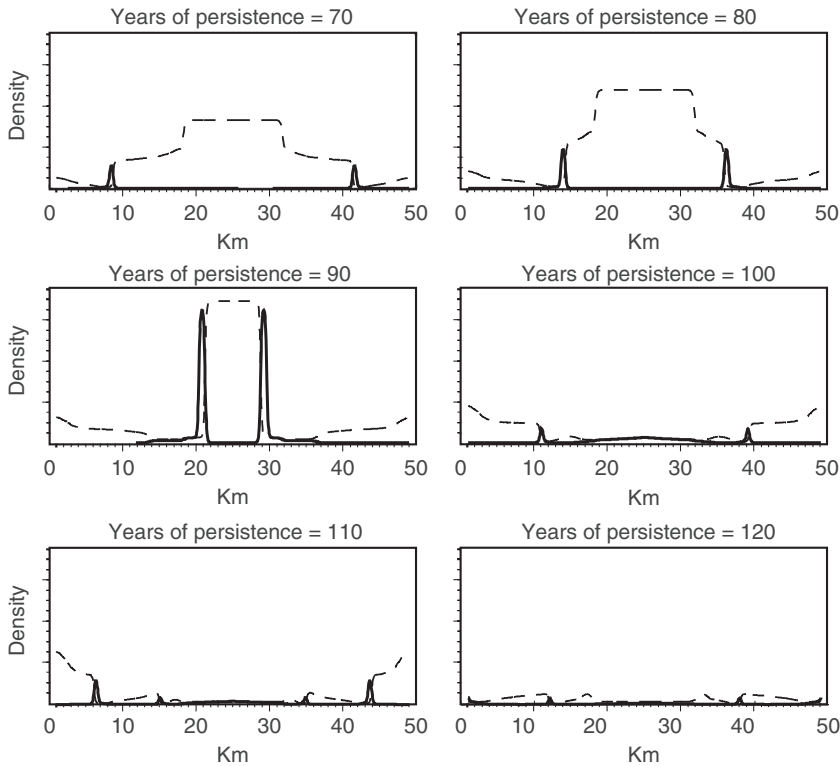 Years of persistence = 70
Years of persistence = 80
Density
0 10 20 30 40 50
0 10 20 30 40 50
Km
Km
Years of persistence = 90
Years of persistence = 100
Density
0 10 20 30 40 50
0 10 20 30 40 50
Km
Km
Years of persistence = 110
Years of persistence = 120
Density
0 10 20 30 40 50
0 10 20 30 40 50
Km
Km